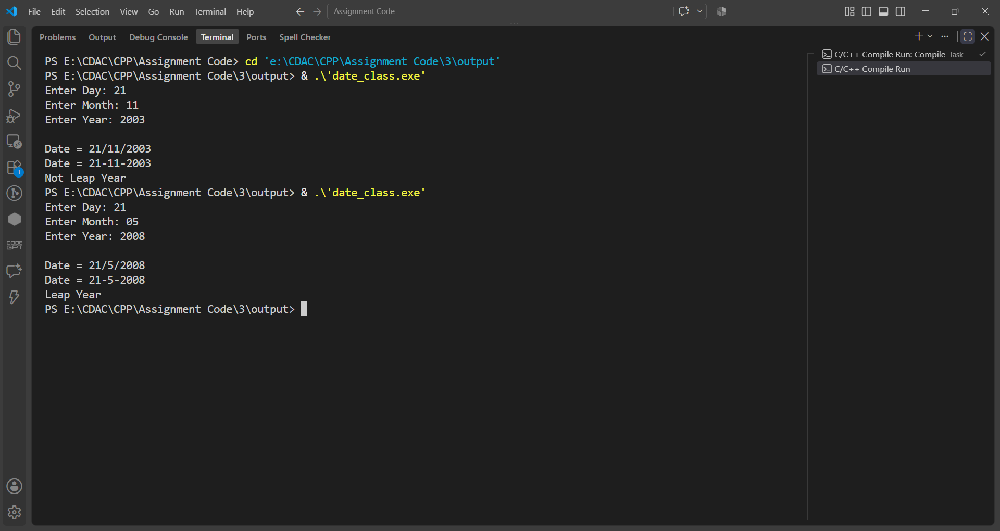 File Edit Selection View Go Run Terminal Help
Assignment Code
Problems Output Debug Console Terminal Ports Spell Checker
PS E:\CDAC\CPP\Assignment Code> cd 'e:\CDAC\CPP\Assignment Code\3\output'
PS E:\CDAC\CPP\Assignment Code\3\output> & .\'date_class.exe'
Enter Day: 21
Enter Month: 11
Enter Year: 2003
Date = 21/11/2003
Date = 21-11-2003
Not Leap Year
PS E:\CDAC\CPP\Assignment Code\3\output> & .\'date_class.exe'
Enter Day: 21
Enter Month: 05
Enter Year: 2008
Date = 21/5/2008
Date = 21-5-2008
Leap Year
PS E:\CDAC\CPP\Assignment Code\3\output>
C/C++ Compile Run: Compile Task
C/C++ Compile Run
1
CODE
GPT